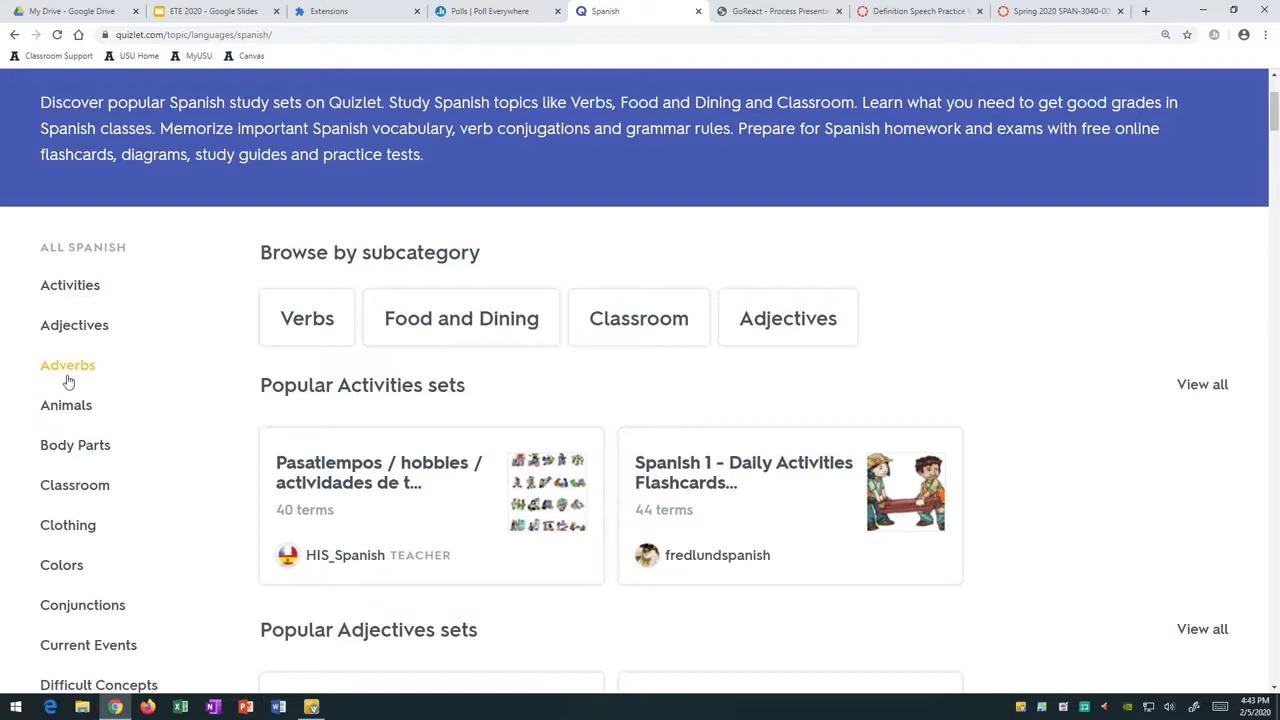 My Drive - Google Drive
ETE 2020 - Google Slides
Extensions
Polls | Poll Everywhere
Spanish
GoReact - Process Presenta
Definition Speech Practice
Spring 2020 SPAN-3040-00
quizlet.com/topic/languages/spanish/
Classroom Support
USU Home
MyUSU
Canvas
Discover popular Spanish study sets on Quizlet. Study Spanish topics like Verbs, Food and Dining and Classroom. Learn what you need to get good grades in
Spanish classes. Memorize important Spanish vocabulary, verb conjugations and grammar rules. Prepare for Spanish homework and exams with free online
flashcards, diagrams, study guides and practice tests.
ALL SPANISH
Activities
Adjectives
Adverbs
Animals
Body Parts
Classroom
Clothing
Colors
Conjunctions
Current Events
Difficult Concepts
Browse by subcategory
Verbs
Food and Dining
Classroom
Adjectives
Popular Activities sets
View all
Pasatiempos / hobbies /
actividades de t...
40 terms
HIS_Spanish TEACHER
Spanish 1 - Daily Activities
Flashcards...
44 terms
fredlundspanish
Popular Adjectives sets
View all
4:43 PM
2/5/2020